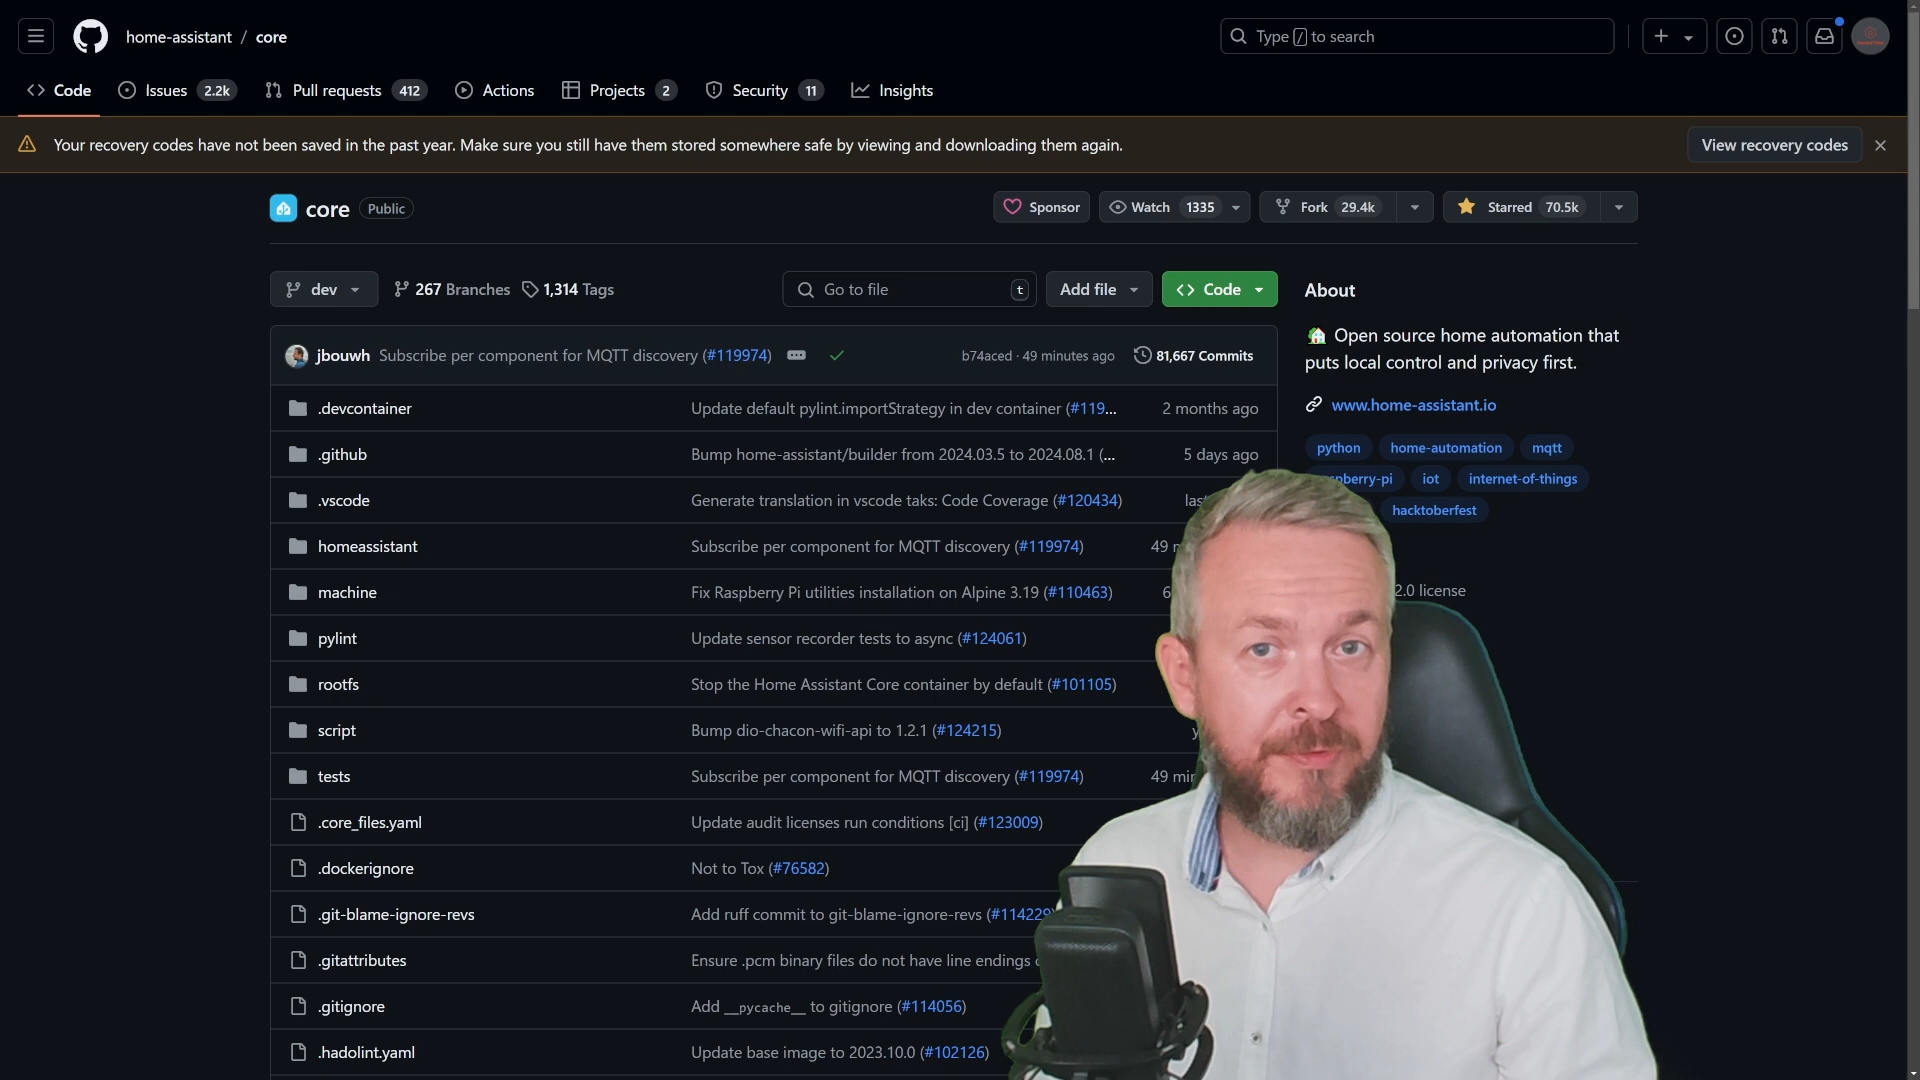 home-assistant / core
Type / to search
Code
Issues 2.2k
Pull requests 412
Actions
Projects 2
Security 11
Insights
Your recovery codes have not been saved in the past year. Make sure you still have them stored somewhere safe by viewing and downloading them again.
View recovery codes
core Public
Sponsor
Watch 1335
Fork 29.4k
Starred 70.5k
dev
267 Branches
1,314 Tags
Go to file t
Add file
Code
jbouwh Subscribe per component for MQTT discovery (#119974)
b74aced · 49 minutes ago
81,667 Commits
.devcontainer Update default pylint.importStrategy in dev container (#119... 2 months ago
.github Bump home-assistant/builder from 2024.03.5 to 2024.08.1 (... 5 days ago
.vscode Generate translation in vscode taks: Code Coverage (#120434)
homeassistant Subscribe per component for MQTT discovery (#119974) 49
machine Fix Raspberry Pi utilities installation on Alpine 3.19 (#110463) 6
pylint Update sensor recorder tests to async (#124061)
rootfs Stop the Home Assistant Core container by default (#101105)
script Bump dio-chacon-wifi-api to 1.2.1 (#124215)
tests Subscribe per component for MQTT discovery (#119974) 49
.core_files.yaml Update audit licenses run conditions [ci] (#123009)
.dockerignore Not to Tox (#76582)
.git-blame-ignore-revs Add ruff commit to git-blame-ignore-revs (#114229)
.gitattributes Ensure .pcm binary files do not have line endings
.gitignore Add __pycache__ to gitignore (#114056)
.hadolint.yaml Update base image to 2023.10.0 (#102126)
About
Open source home automation that
puts local control and privacy first.
www.home-assistant.io
python home-automation mqtt
iot internet-of-things
hacktoberfest
2.0 license